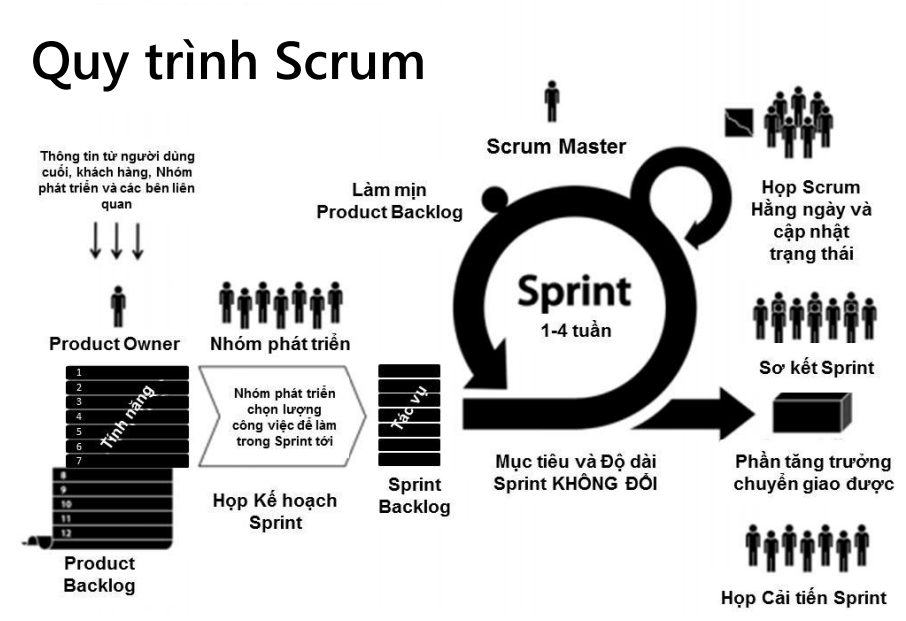 Quy trình Scrum
Thông tin từ người dùng
cuối, khách hàng, Nhóm
phát triển và các bên liên
quan
Product Owner
Nhóm phát triển
Scrum Master
Làm mịn
Product Backlog
Sprint
1-4 tuần
Họp Scrum
Hằng ngày và
cập nhật
trạng thái
Sơ kết Sprint
1
2
3
4
5
6
7
8
9
10
11
12
Tính năng
Product
Backlog
Nhóm phát triển
chọn lượng
công việc để làm
trong Sprint tới
Họp Kế hoạch
Sprint
Tác vụ
Sprint
Backlog
Mục tiêu và Độ dài
Sprint KHÔNG ĐỔI
Phần tăng trưởng
chuyển giao được
Họp Cải tiến Sprint